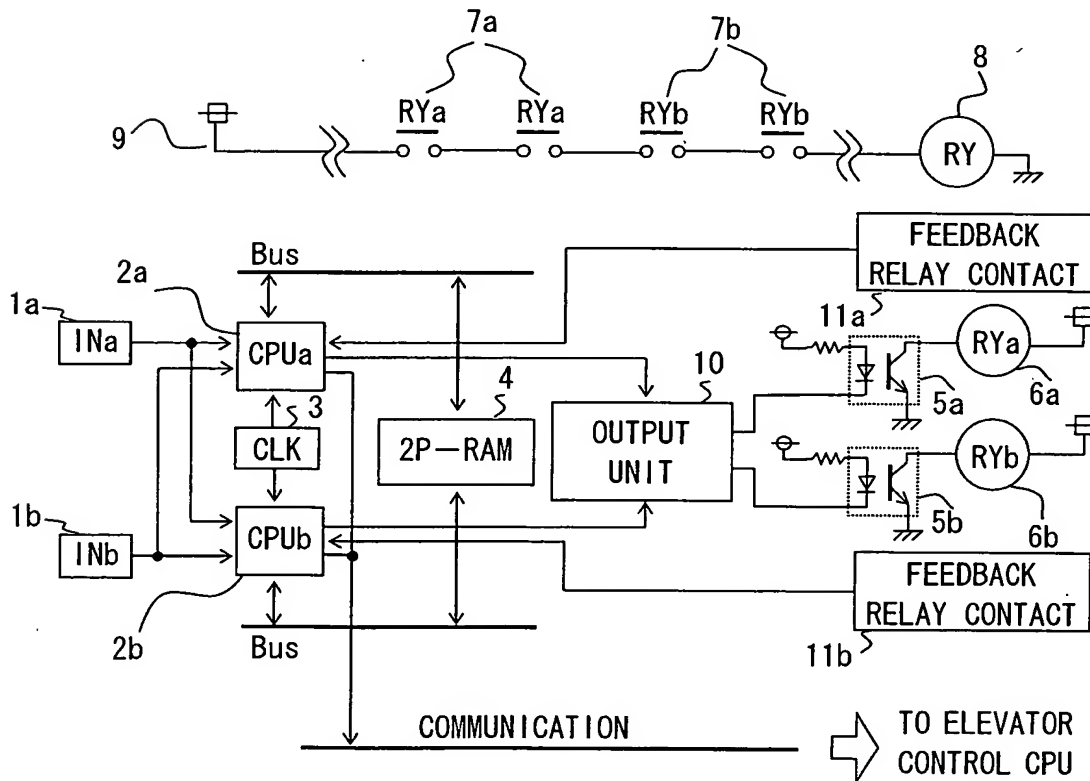 7a
7b
8
RYa
RYa
RYb
RYb
9
RY
Bus
FEEDBACK
RELAY CONTACT
2a
1a
11a
INa
CPUa
RYa
10
4
3
5a
6a
CLK
2P-RAM
OUTPUT
UNIT
1b
RYb
INb
CPUb
5b
6b
FEEDBACK
RELAY CONTACT
2b
Bus
11b
COMMUNICATION
TO ELEVATOR
CONTROL CPU